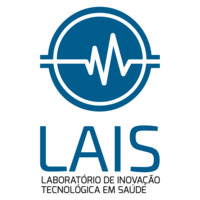 LAIS
LABORATÓRIO DE INOVAÇÃO
TECNOLÓGICA EM SAÚDE